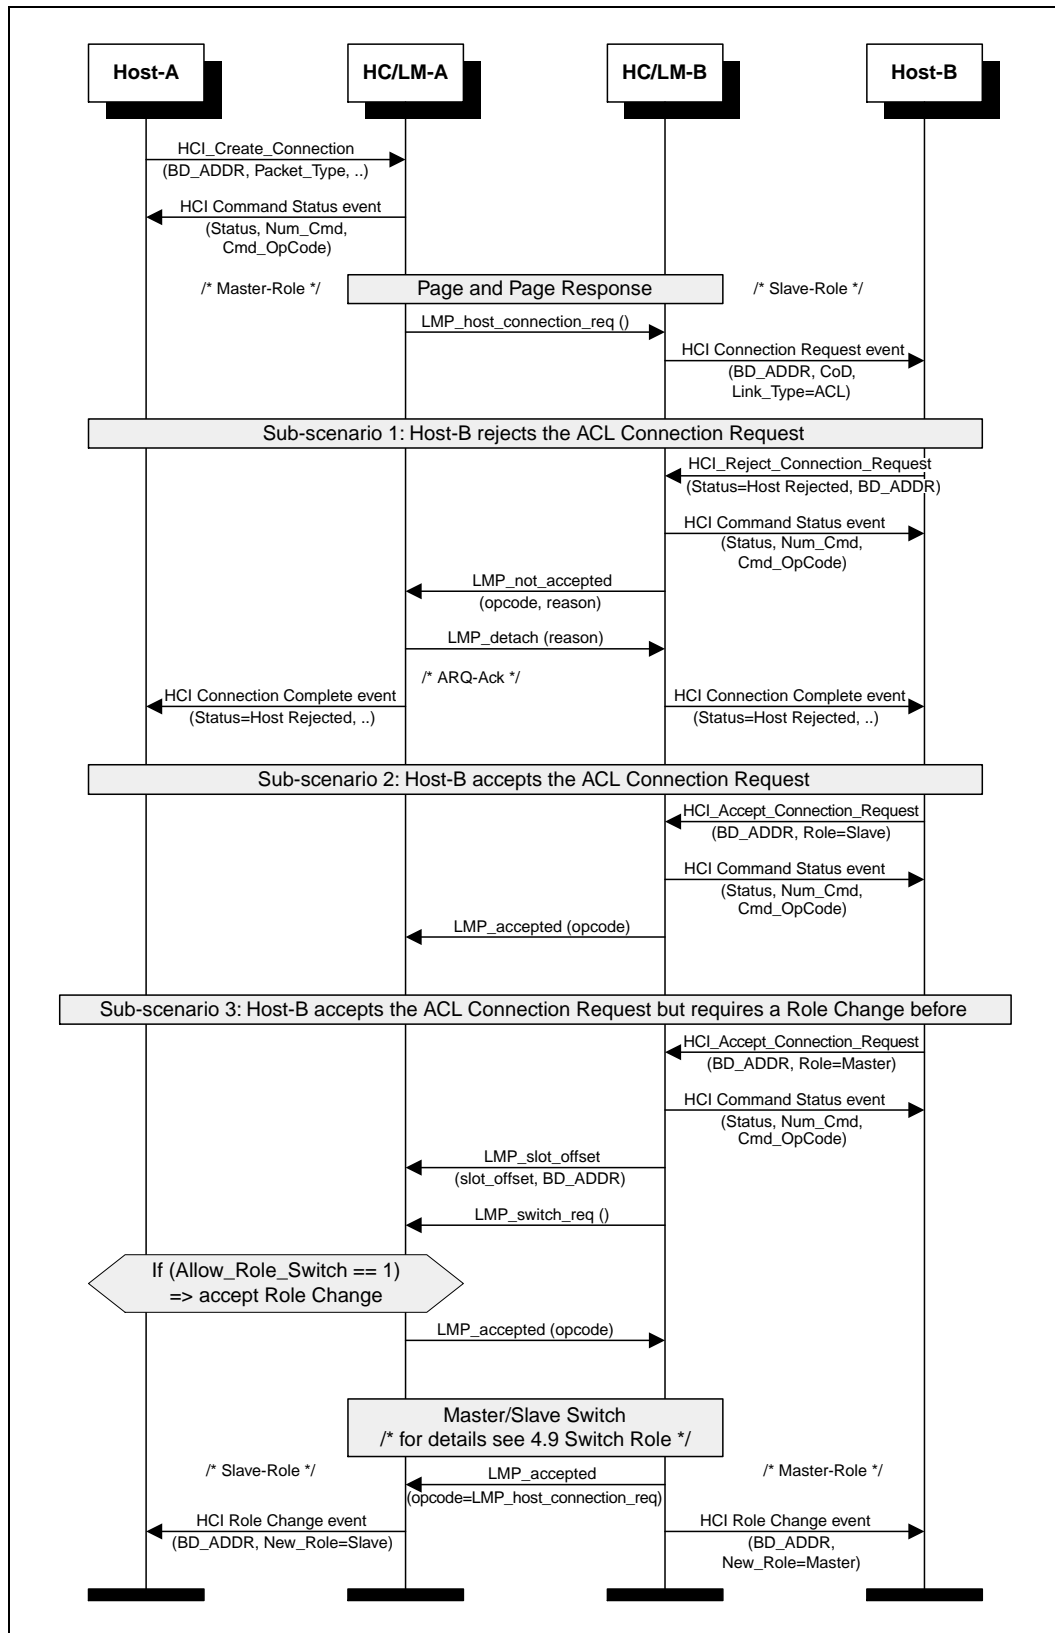 Host-A
HC/LM-A
HC/LM-B
Host-B
HCI_Create_Connection
(BD_ADDR, Packet_Type, ..)
HCI Command Status event
(Status, Num_Cmd,
Cmd_OpCode)
/* Master-Role */
Page and Page Response
/* Slave-Role */
LMP_host_connection_req ()
HCI Connection Request event
(BD_ADDR, CoD,
Link_Type=ACL)
Sub-scenario 1: Host-B rejects the ACL Connection Request
HCI_Reject_Connection_Request
(Status=Host Rejected, BD_ADDR)
HCI Command Status event
(Status, Num_Cmd,
Cmd_OpCode)
LMP_not_accepted
(opcode, reason)
LMP_detach (reason)
/* ARQ-Ack */
HCI Connection Complete event
(Status=Host Rejected, ..)
HCI Connection Complete event
(Status=Host Rejected, ..)
Sub-scenario 2: Host-B accepts the ACL Connection Request
HCI_Accept_Connection_Request
(BD_ADDR, Role=Slave)
HCI Command Status event
(Status, Num_Cmd,
Cmd_OpCode)
LMP_accepted (opcode)
Sub-scenario 3: Host-B accepts the ACL Connection Request but requires a Role Change before
HCI_Accept_Connection_Request
(BD_ADDR, Role=Master)
HCI Command Status event
(Status, Num_Cmd,
Cmd_OpCode)
LMP_slot_offset
(slot_offset, BD_ADDR)
LMP_switch_req ()
If (Allow_Role_Switch == 1)
=> accept Role Change
LMP_accepted (opcode)
Master/Slave Switch
/* for details see 4.9 Switch Role */
/* Slave-Role */
LMP_accepted
(opcode=LMP_host_connection_req)
/* Master-Role */
HCI Role Change event
(BD_ADDR, New_Role=Slave)
HCI Role Change event
(BD_ADDR,
New_Role=Master)